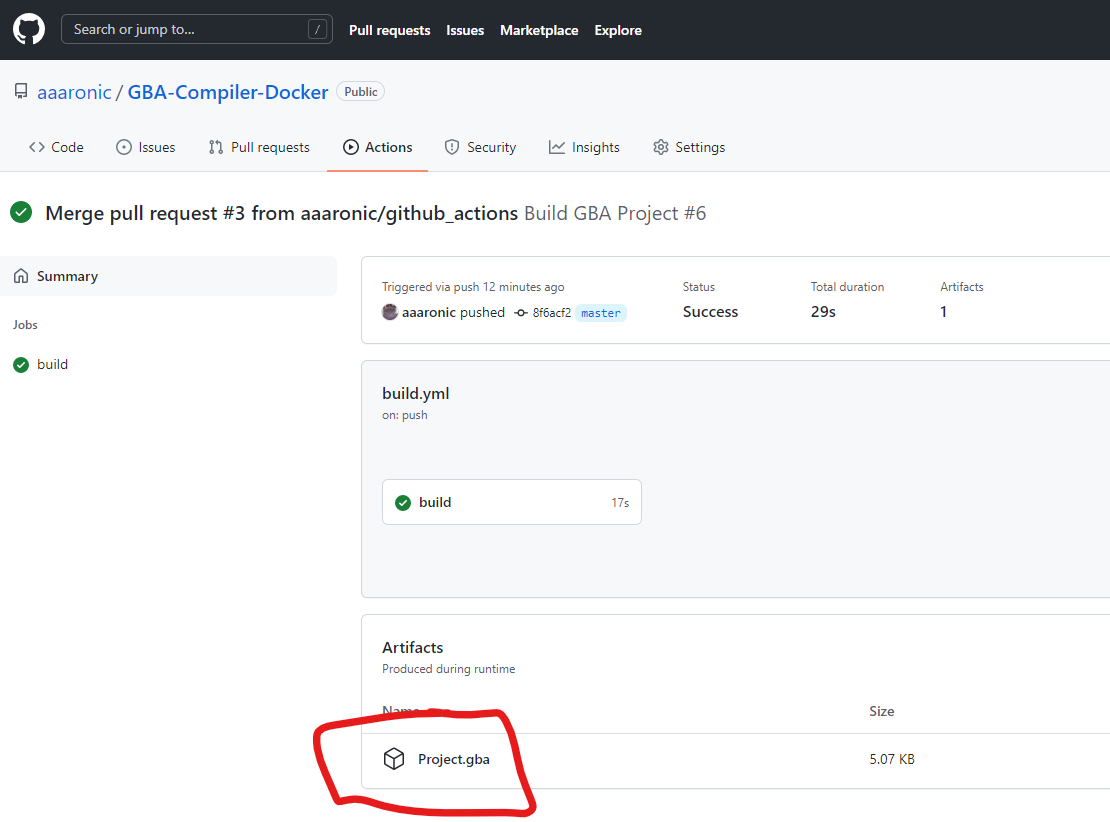 Search or jump to... /
Pull requests Issues Marketplace Explore
aaaronic / GBA-Compiler-Docker Public
Code Issues Pull requests Actions Security Insights Settings
Merge pull request #3 from aaaronic/github_actions Build GBA Project #6
Summary
Jobs
build
Triggered via push 12 minutes ago Status Total duration Artifacts
aaaronic pushed 8f6acf2 master Success 29s 1
build.yml
on: push
build 17s
Artifacts
Produced during runtime
Name Size
Project.gba 5.07 KB